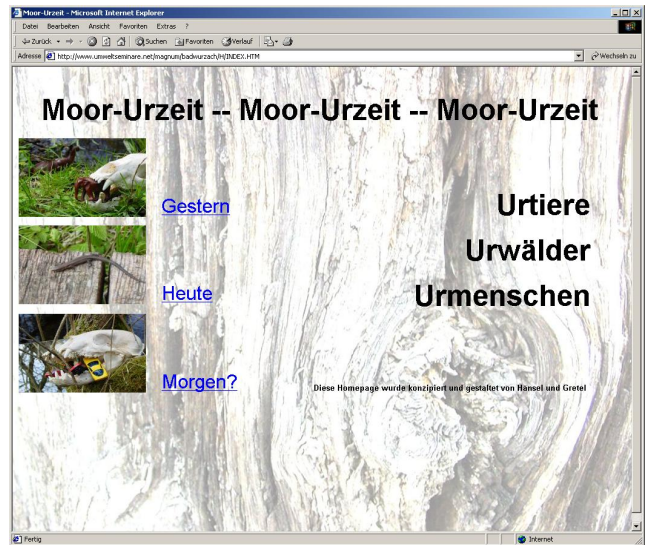 Moor-Urzeit - Microsoft Internet Explorer
Datei Bearbeiten Ansicht Favoriten Extras ?
Zurück Suchen Favoriten Verlauf
Adresse http://www.umweltseminare.net/magnum/badwurzach/H/INDEX.HTM Wechseln zu
Moor-Urzeit -- Moor-Urzeit -- Moor-Urzeit
Gestern
Urtiere
Urwälder
Heute
Urmenschen
Morgen?
Diese Homepage wurde konzipiert und gestaltet von Hänsel und Gretel
Fertig Internet